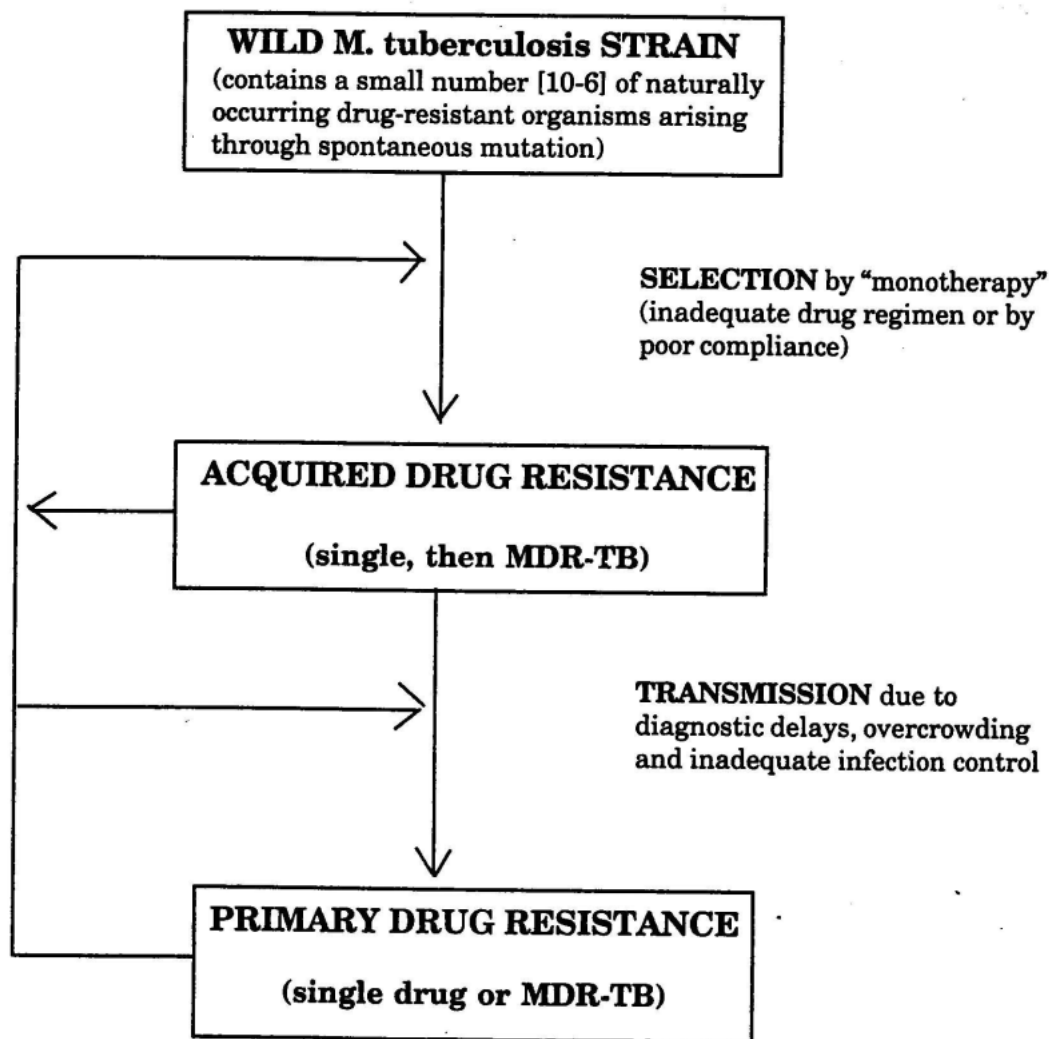 WILD M. tuberculosis STRAIN
(contains a small number [10-6] of naturally
occurring drug-resistant organisms arising
through spontaneous mutation)
SELECTION by “monotherapy”
(inadequate drug regimen or by
poor compliance)
ACQUIRED DRUG RESISTANCE
(single, then MDR-TB)
TRANSMISSION due to
diagnostic delays, overcrowding
and inadequate infection control
PRIMARY DRUG RESISTANCE
(single drug or MDR-TB)